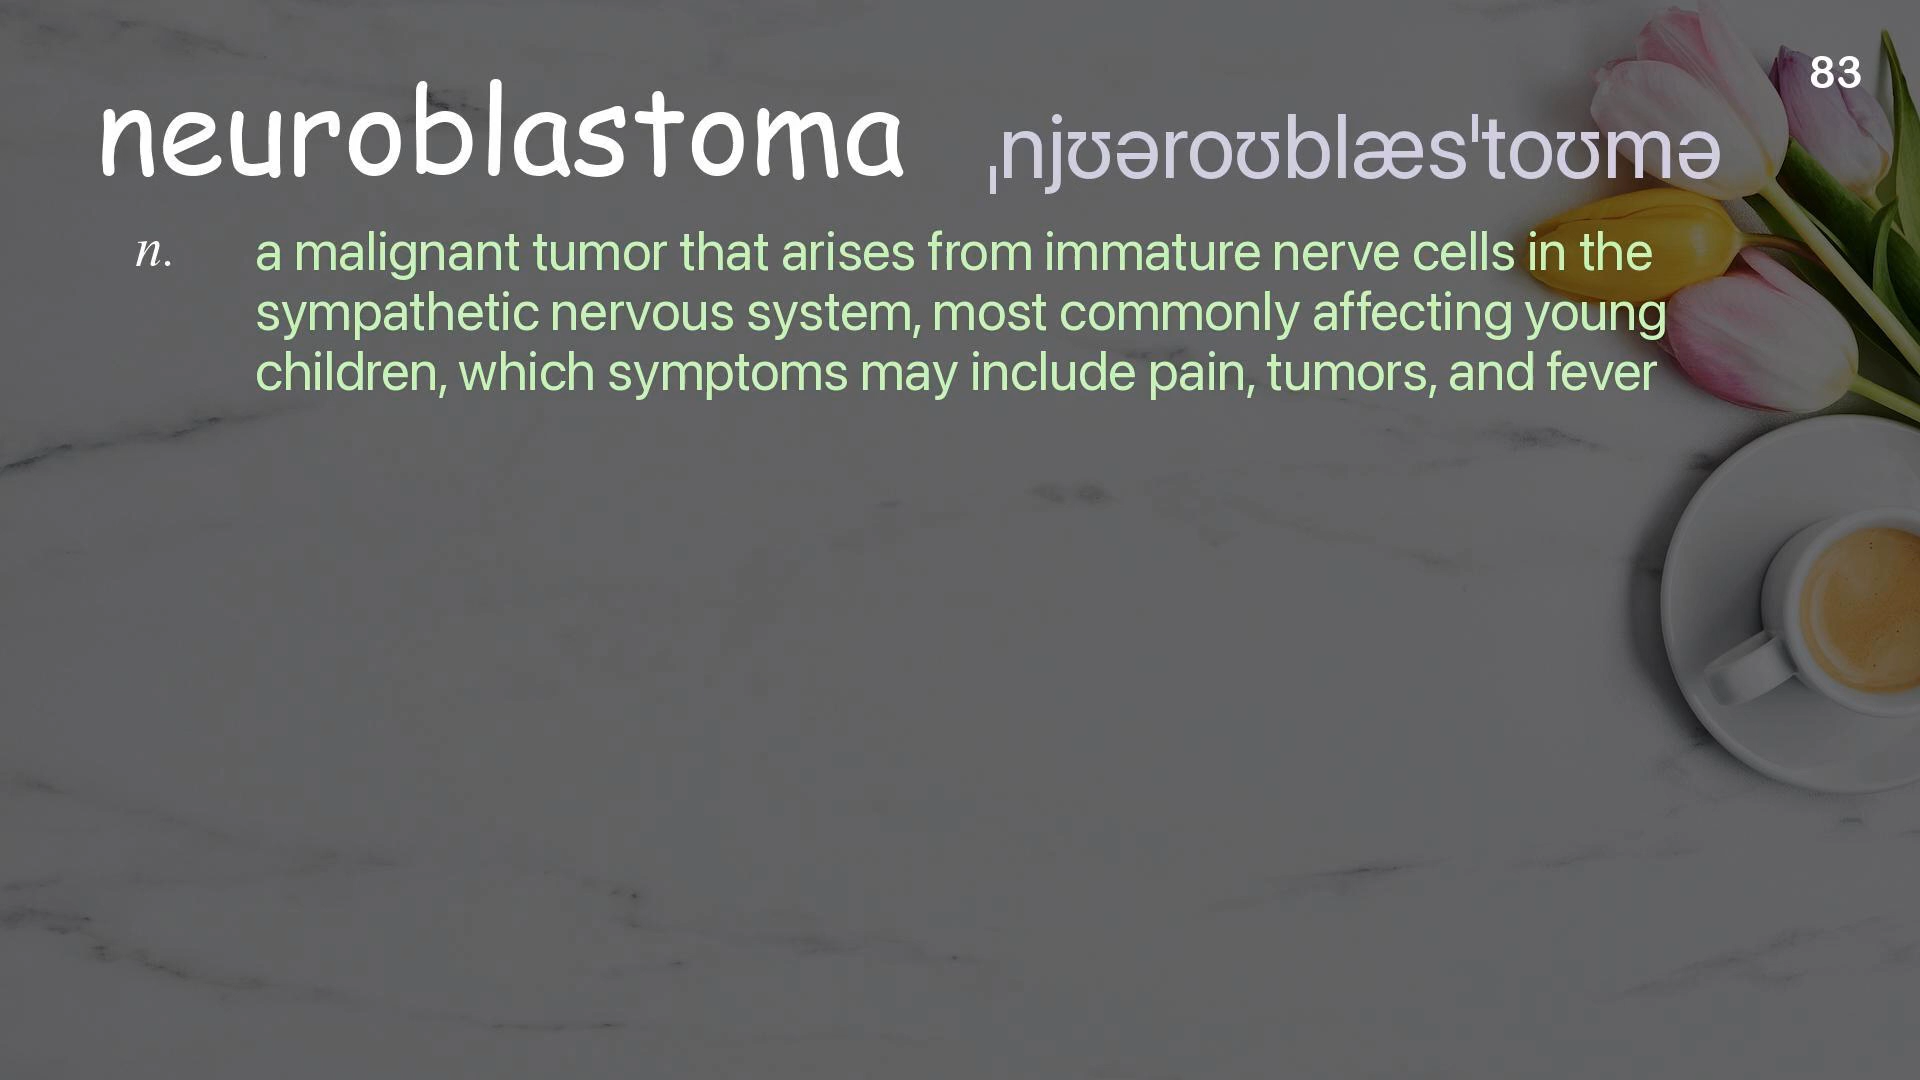 83
neuroblastoma ˌnjʊəroʊblæsˈtoʊmə
n. a malignant tumor that arises from immature nerve cells in the
sympathetic nervous system, most commonly affecting young
children, which symptoms may include pain, tumors, and fever